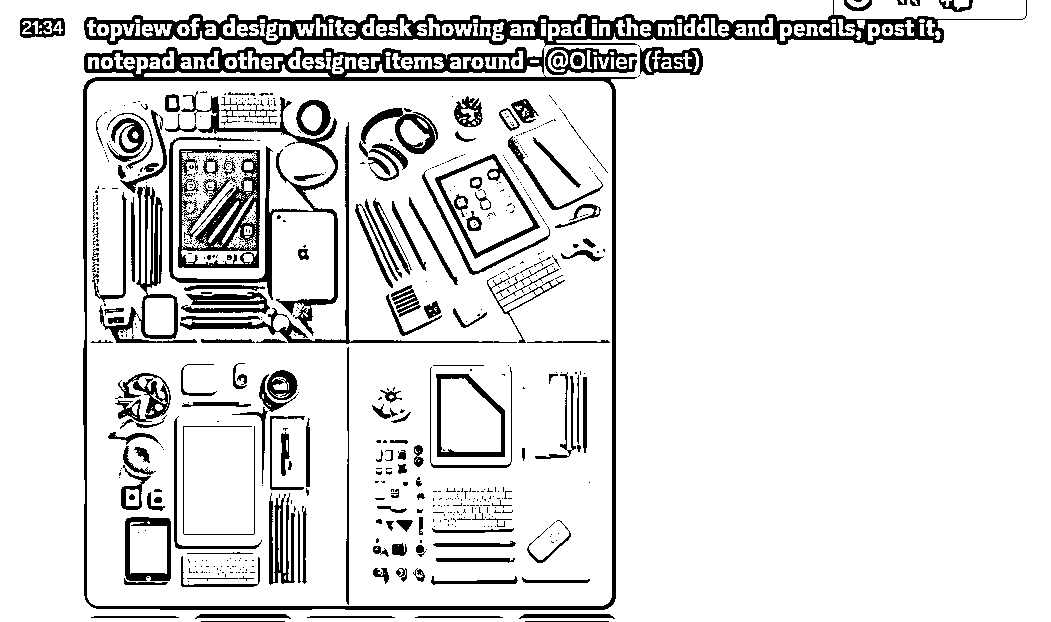 21:34 topview of a design white desk showing an ipad in the middle and pencils, post it,
notepad and other designer items around - @Olivier (fast)